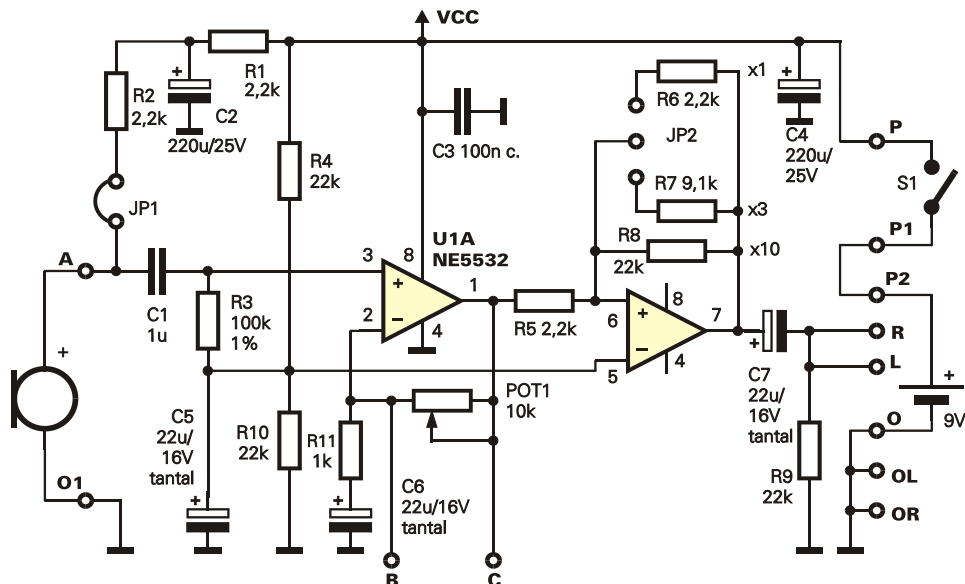 VCC
R1
2,2k
R2
2,2k
+
C2
220u/25V
R4
22k
C3 100n c.
x1
R6 2,2k
JP2
R7 9,1k
x3
R8
22k
x10
+
C4
220u/
25V
P
S1
P1
P2
JP1
A
C1
1u
R3
100k
1%
3
8
U1A
NE5532
+
−
1
2
4
R5 2,2k
6
8
+
−
7
5
4
+
C7
22u/
16V
tantal
R
L
+
9V
+
O1
C5
22u/
16V
tantal
+
R10
22k
R11
1k
+
POT1
10k
C6
22u/16V
tantal
R9
22k
O
OL
OR
B
C